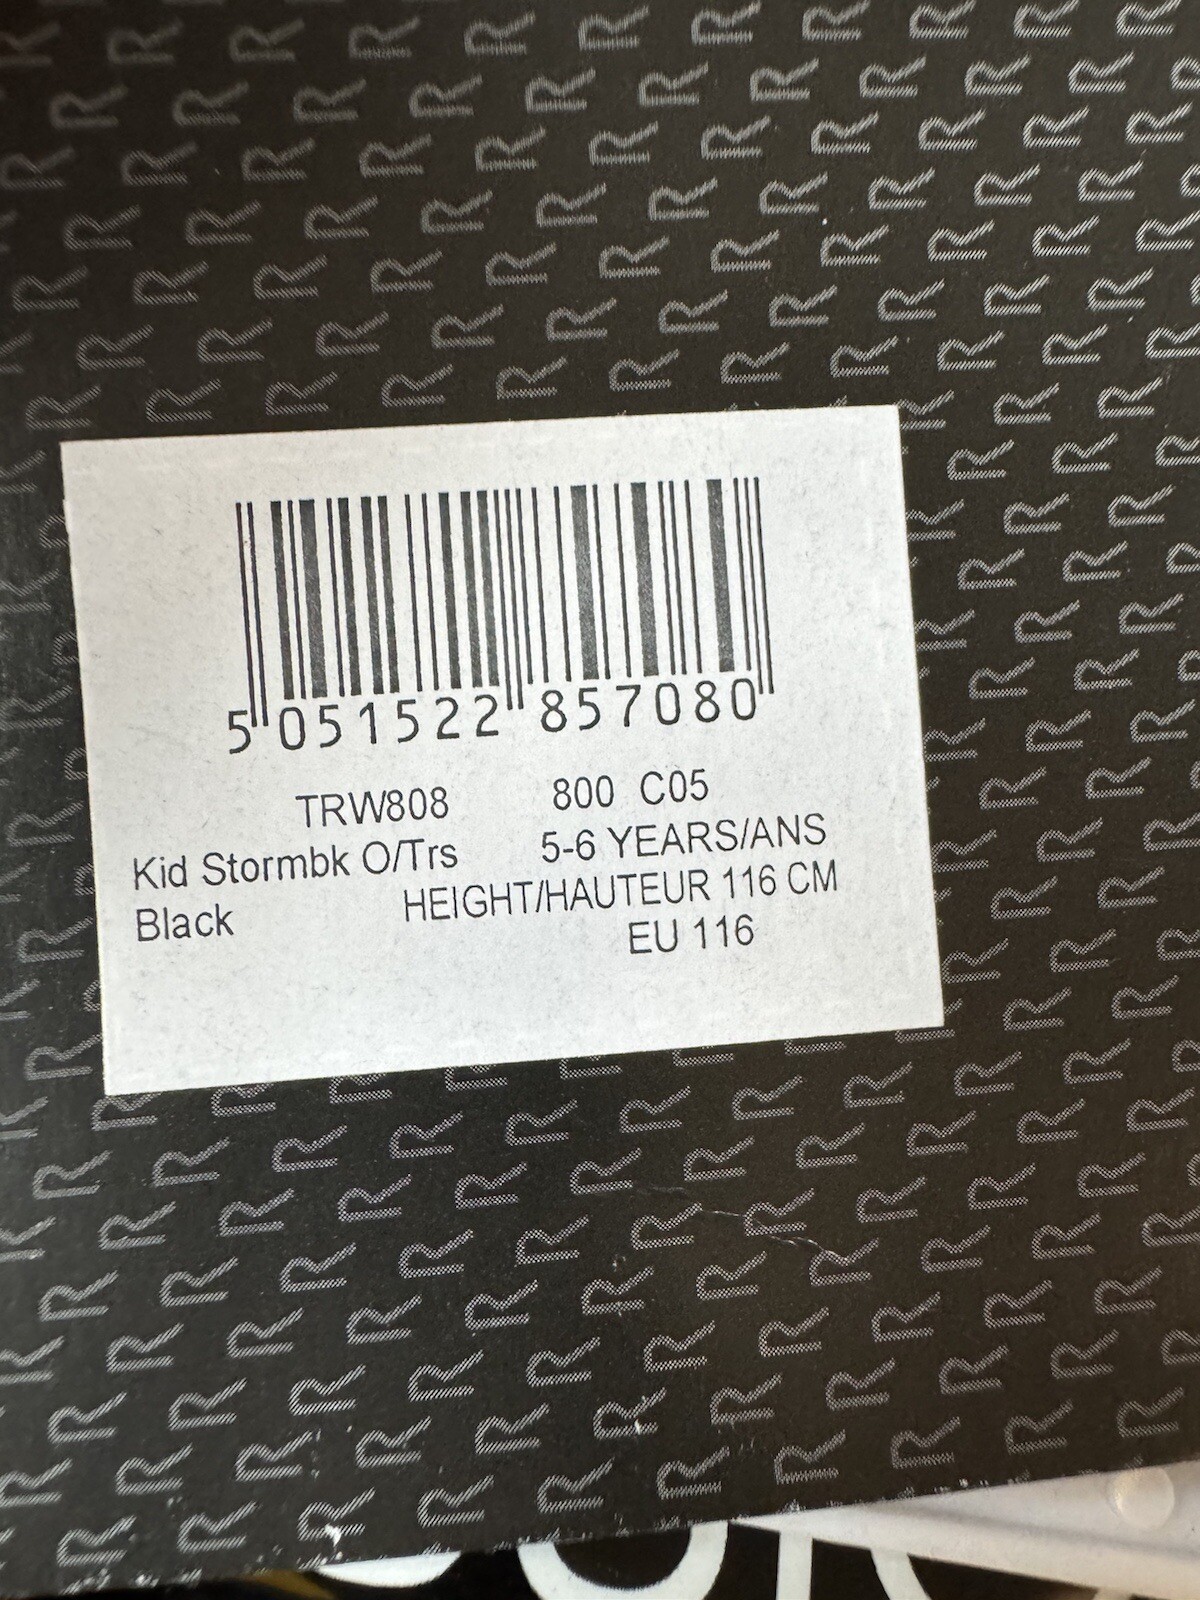 5 051522 857080
TRW808 800 C05
Kid Stormbk O/Trs 5-6 YEARS/ANS
Black HEIGHT/HAUTEUR 116 CM
EU 116